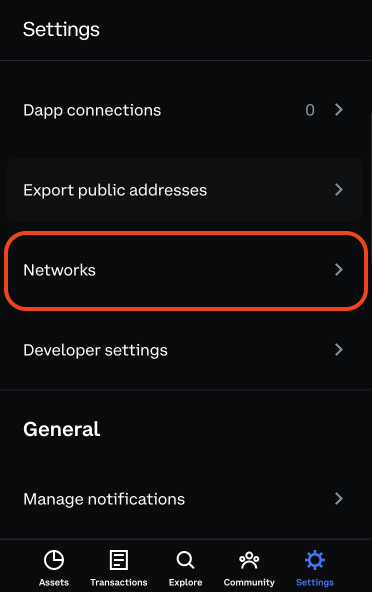 Settings
Dapp connections 0
Export public addresses
Networks
Developer settings
General
Manage notifications
Assets Transactions Explore Community Settings